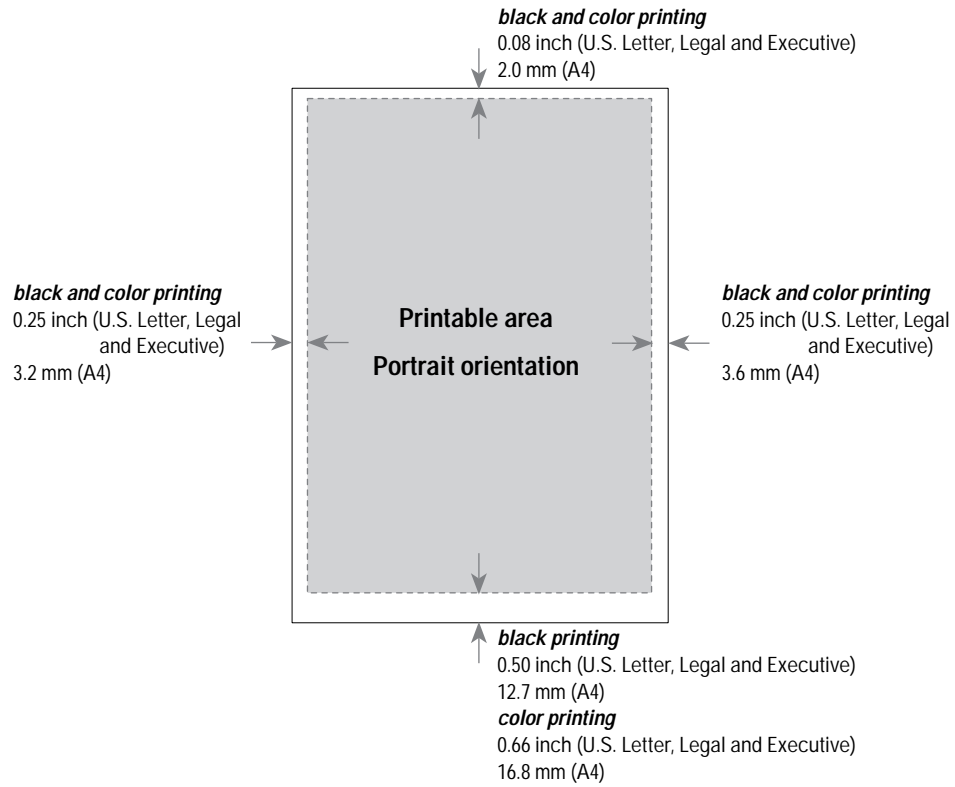 black and color printing
0.08 inch (U.S. Letter, Legal and Executive)
2.0 mm (A4)
black and color printing
0.25 inch (U.S. Letter, Legal
and Executive)
3.2 mm (A4)
Printable area
Portrait orientation
black and color printing
0.25 inch (U.S. Letter, Legal
and Executive)
3.6 mm (A4)
black printing
0.50 inch (U.S. Letter, Legal and Executive)
12.7 mm (A4)
color printing
0.66 inch (U.S. Letter, Legal and Executive)
16.8 mm (A4)